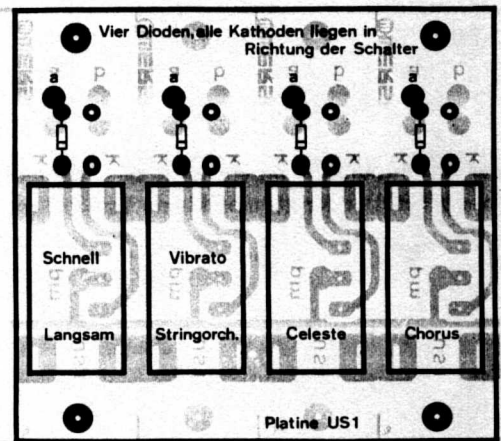 Vier Dioden, alle Kathoden liegen in
Richtung der Schalter
a
a
a
a
Schnell
Vibrato
Langsam
Stringorch.
Celeste
Chorus
Platine US1